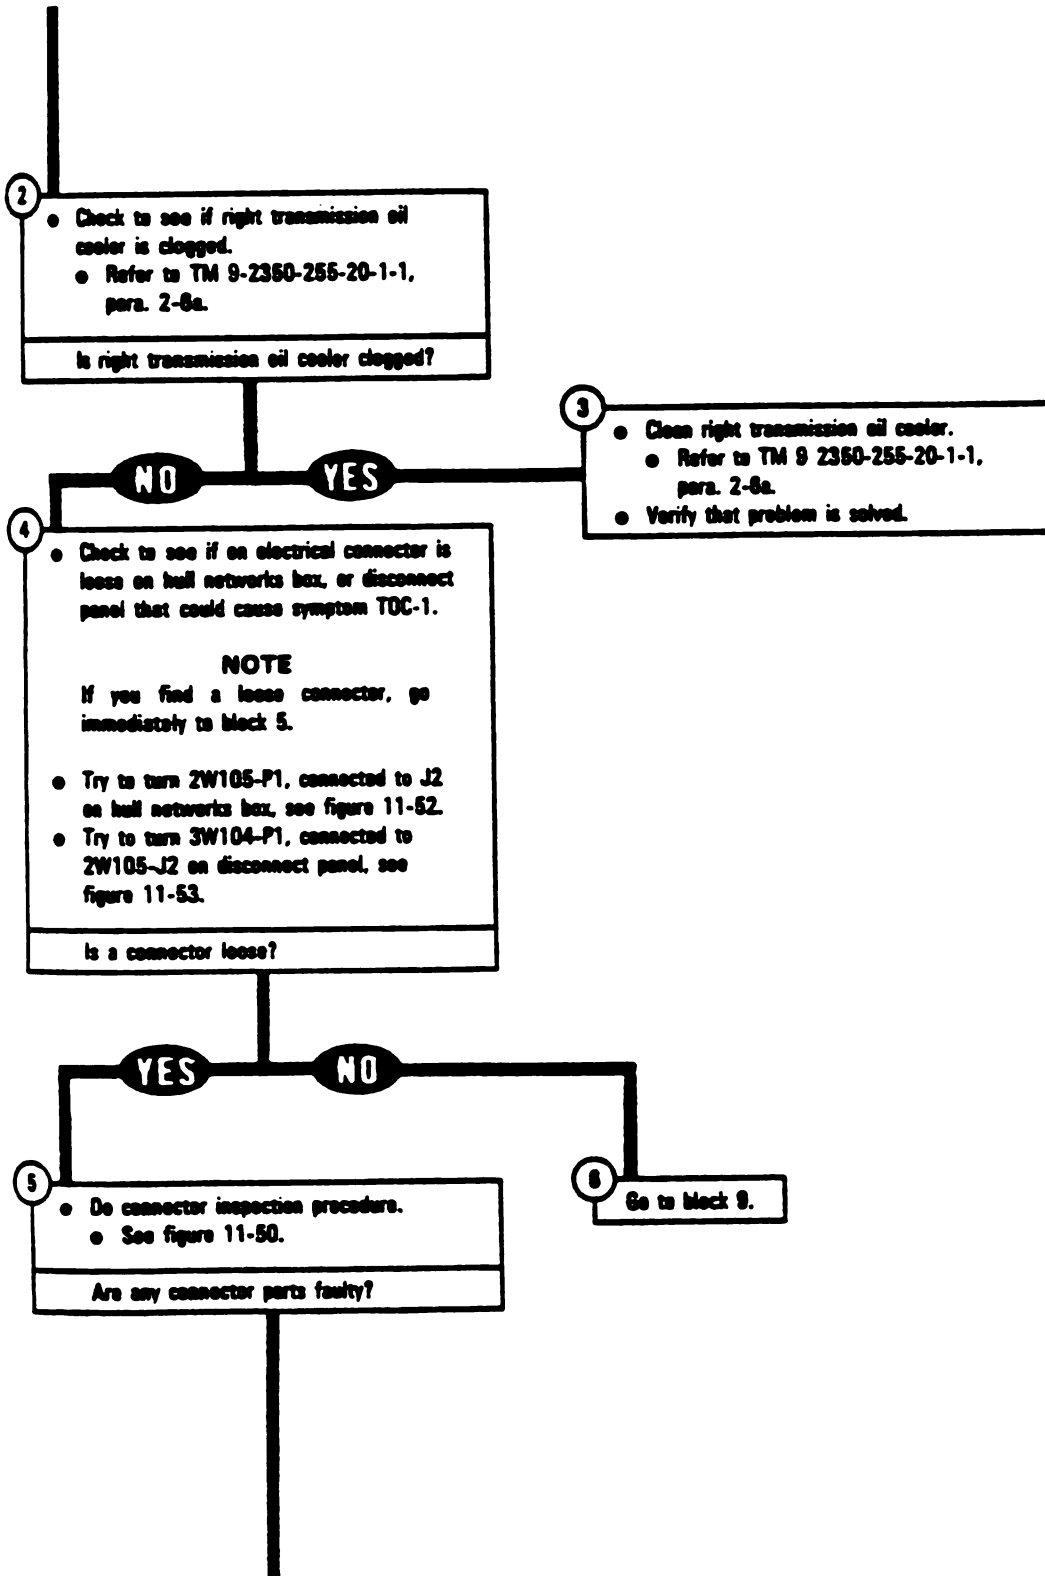 2
● Check to see if right transmission oil
cooler is clogged.
● Refer to TM 9-2350-255-20-1-1,
para. 2-6a.
Is right transmission oil cooler clogged?
NO
YES
3
● Clean right transmission oil cooler.
● Refer to TM 9 2350-255-20-1-1,
para. 2-6a.
● Verify that problem is solved.
4
● Check to see if an electrical connector is
loose on hull networks box, or disconnect
panel that could cause symptom TOC-1.
NOTE
If you find a loose connector, go
immediately to block 5.
● Try to turn 2W105-P1, connected to J2
on hull networks box, see figure 11-52.
● Try to turn 3W104-P1, connected to
2W105-J2 on disconnect panel, see
figure 11-53.
Is a connector loose?
YES
NO
5
● Do connector inspection procedure.
● See figure 11-50.
Are any connector parts faulty?
6
Go to block 9.